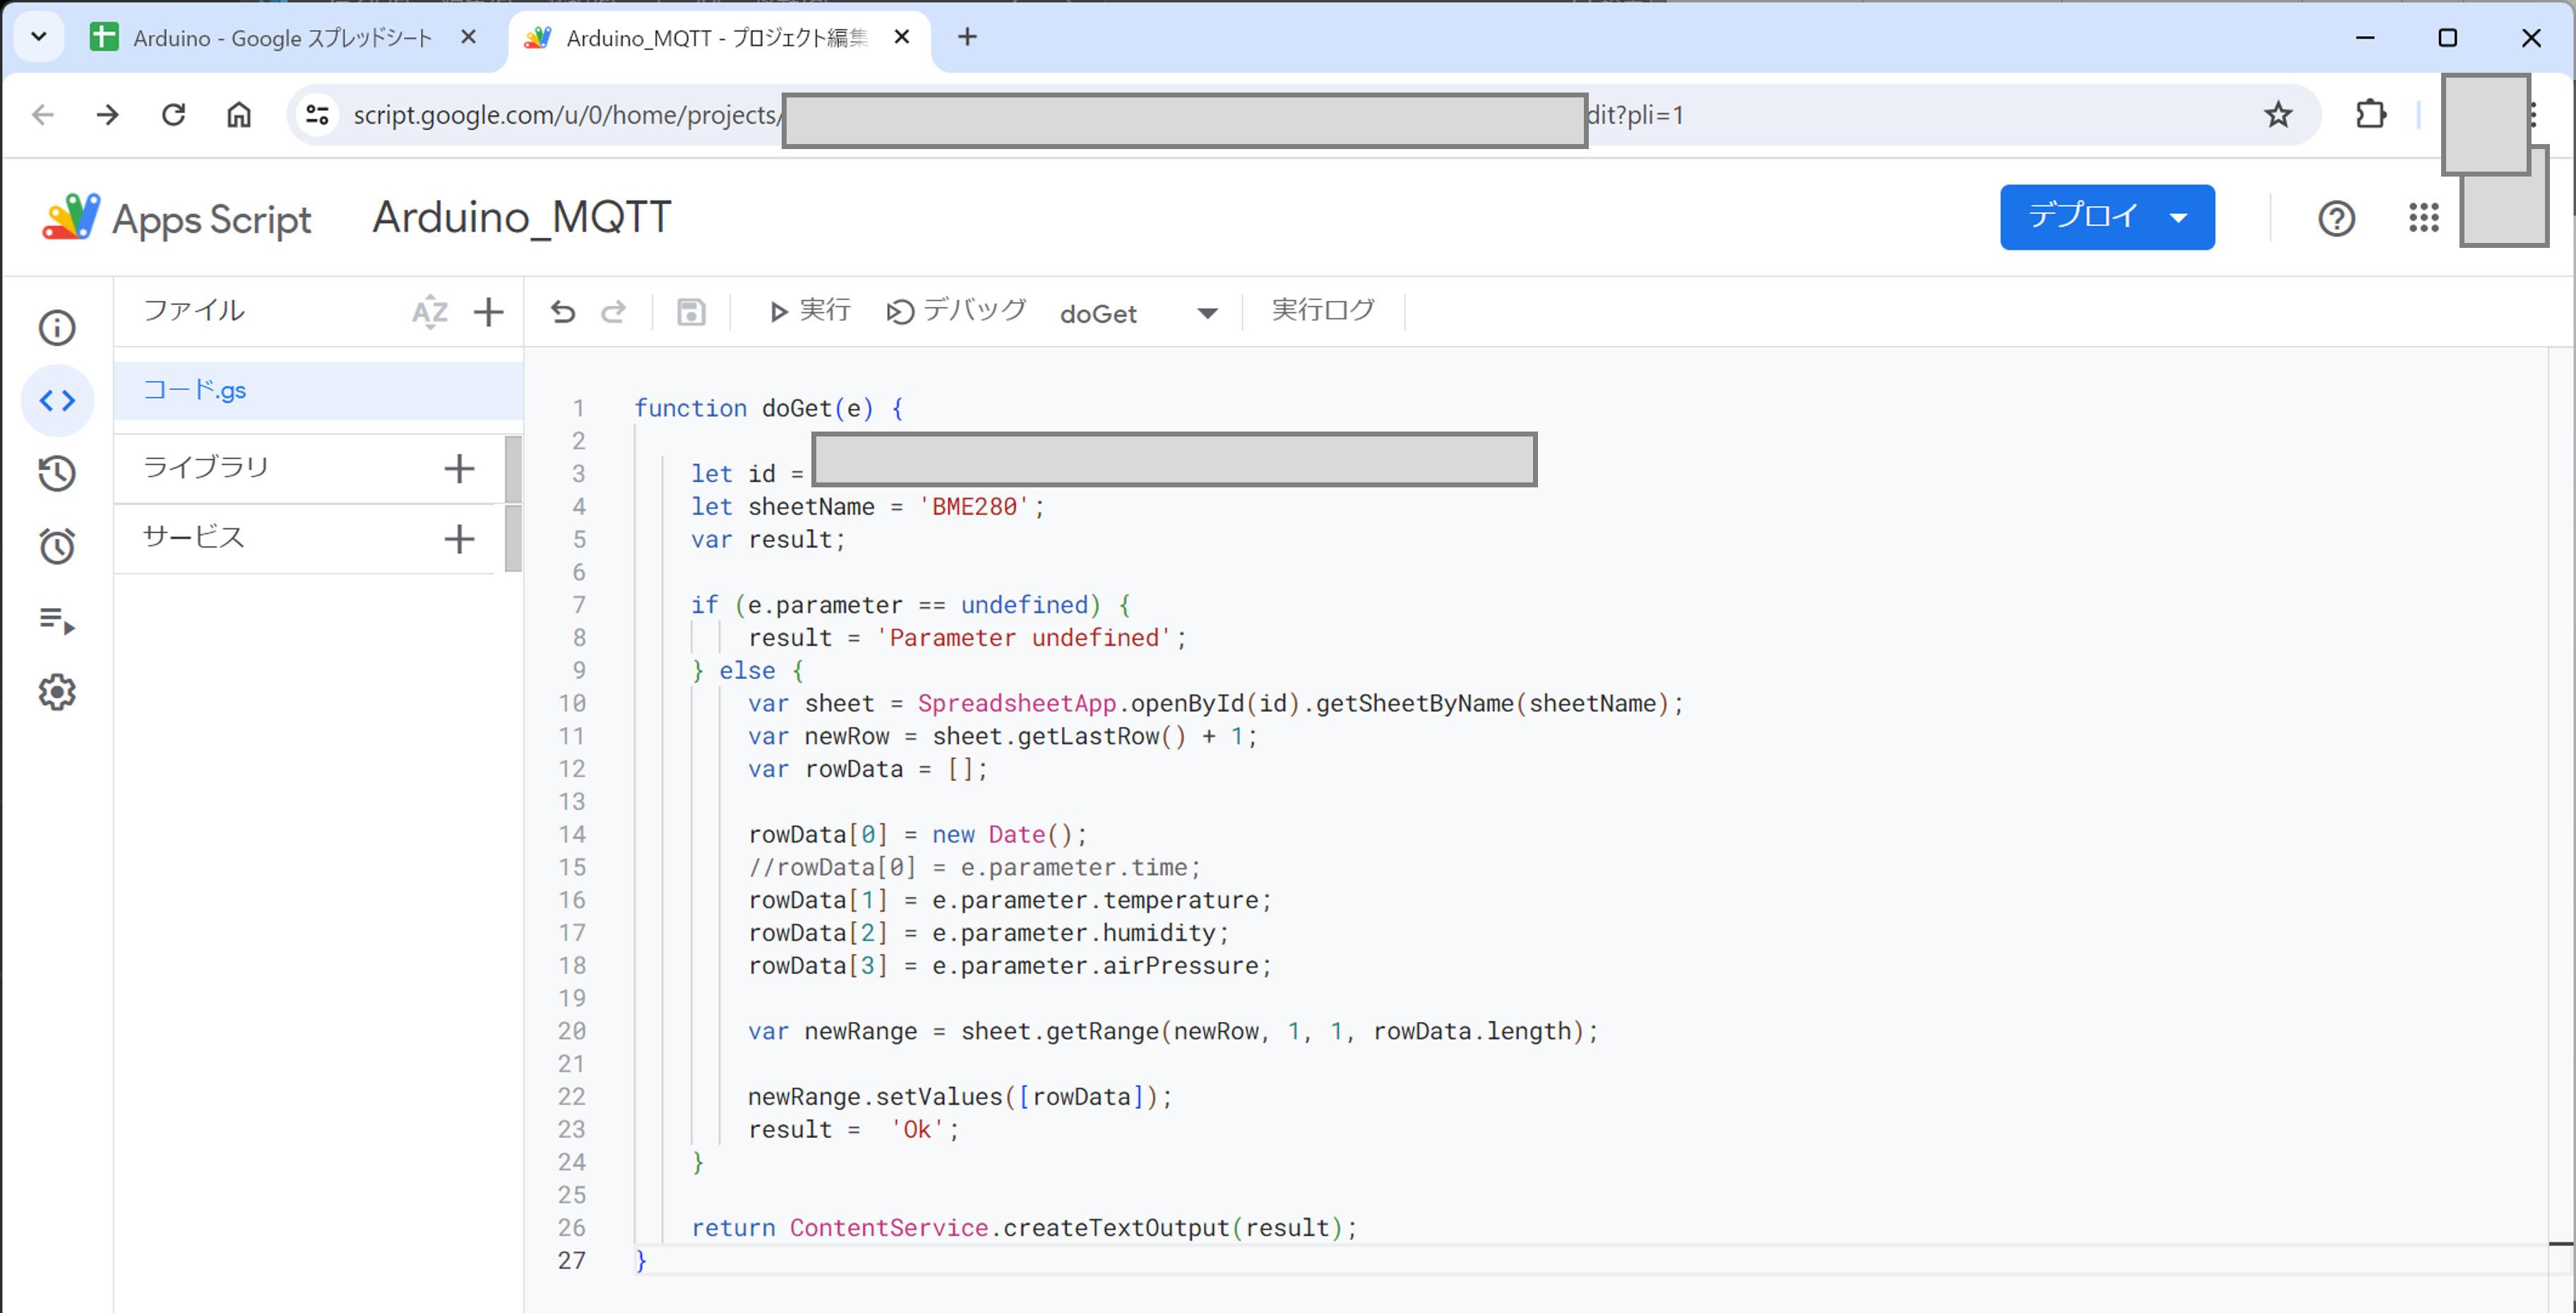 Arduino - Google スプレッドシート
Arduino_MQTT - プロジェクト編集
script.google.com/u/0/home/projects/
dit?pli=1
Apps Script
Arduino_MQTT
デプロイ
ファイル
AZ
実行
デバッグ
doGet
実行ログ
コード.gs
ライブラリ
サービス
1 function doGet(e) {
2
3 let id =
4 let sheetName = 'BME280';
5 var result;
6
7 if (e.parameter == undefined) {
8 result = 'Parameter undefined';
9 } else {
10 var sheet = SpreadsheetApp.openById(id).getSheetByName(sheetName);
11 var newRow = sheet.getLastRow() + 1;
12 var rowData = [];
13
14 rowData[0] = new Date();
15 //rowData[0] = e.parameter.time;
16 rowData[1] = e.parameter.temperature;
17 rowData[2] = e.parameter.humidity;
18 rowData[3] = e.parameter.airPressure;
19
20 var newRange = sheet.getRange(newRow, 1, 1, rowData.length);
21
22 newRange.setValues([rowData]);
23 result =  'Ok';
24 }
25
26 return ContentService.createTextOutput(result);
27 }